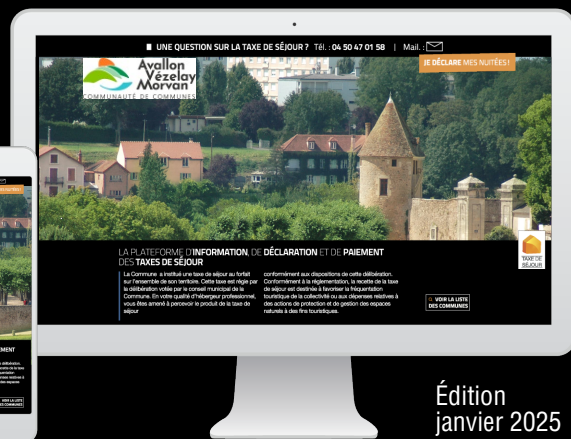 UNE QUESTION SUR LA TAXE DE SÉJOUR ? Tél. : 04 50 47 01 58 | Mail. :
JE DÉCLARE MES NUITÉES !
Avallon
Vézelay
Morvan
COMMUNAUTÉ DE COMMUNES
LA PLATEFORME D'INFORMATION, DE DÉCLARATION ET DE PAIEMENT
DES TAXES DE SÉJOUR
La Commune a institué une taxe de séjour au forfait
sur l'ensemble de son territoire. Cette taxe est régie par
la délibération votée par le conseil municipal de la
Commune. En votre qualité d'hébergeur professionnel,
vous êtes amené à percevoir le produit de la taxe de
séjour
conformément aux dispositions de cette délibération.
Conformément à la réglementation, la recette de la taxe
de séjour est destinée à favoriser la fréquentation
touristique de la collectivité ou aux dépenses relatives à
des actions de protection et de gestion des espaces
naturels à des fins touristiques.
TAXE DE
SÉJOUR
VOIR LA LISTE
DES COMMUNES
VOIR LA LISTE
DES COMMUNES
Édition
janvier 2025